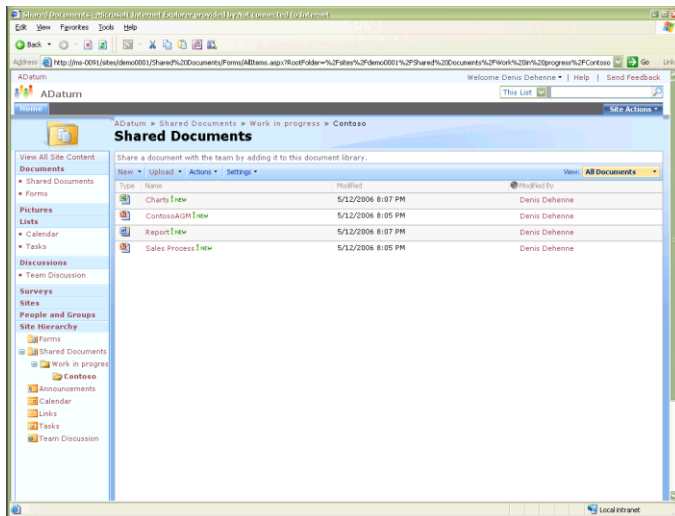 Shared Documents - Microsoft Internet Explorer provided by Not connected to Internet
Edit View Favorites Tools Help
Back
Address http://ms-0091/sites/demo0001/Shared%20Documents/Forms/AllItems.aspx?RootFolder=%2Fsites%2Fdemo0001%2FShared%20Documents%2FWork%20in%20progress%2FContoso Go Link
ADatum Welcome Denis Dehenne | Help | Send Feedback
ADatum This List
Home Site Actions
ADatum > Shared Documents > Work in progress > Contoso
Shared Documents
View All Site Content Share a document with the team by adding it to this document library.
Documents New Upload Actions Settings View: All Documents
Shared Documents Type Name Modified Modified By
Forms Charts ! NEW 5/12/2006 8:07 PM Denis Dehenne
Pictures ContosoAGM ! NEW 5/12/2006 8:05 PM Denis Dehenne
Lists
Calendar Report ! NEW 5/12/2006 8:07 PM Denis Dehenne
Tasks Sales Process ! NEW 5/12/2006 8:05 PM Denis Dehenne
Discussions
Team Discussion
Surveys
Sites
People and Groups
Site Hierarchy
Forms
Shared Documents
Work in progres
Contoso
Announcements
Calendar
Links
Tasks
Team Discussion
Local intranet